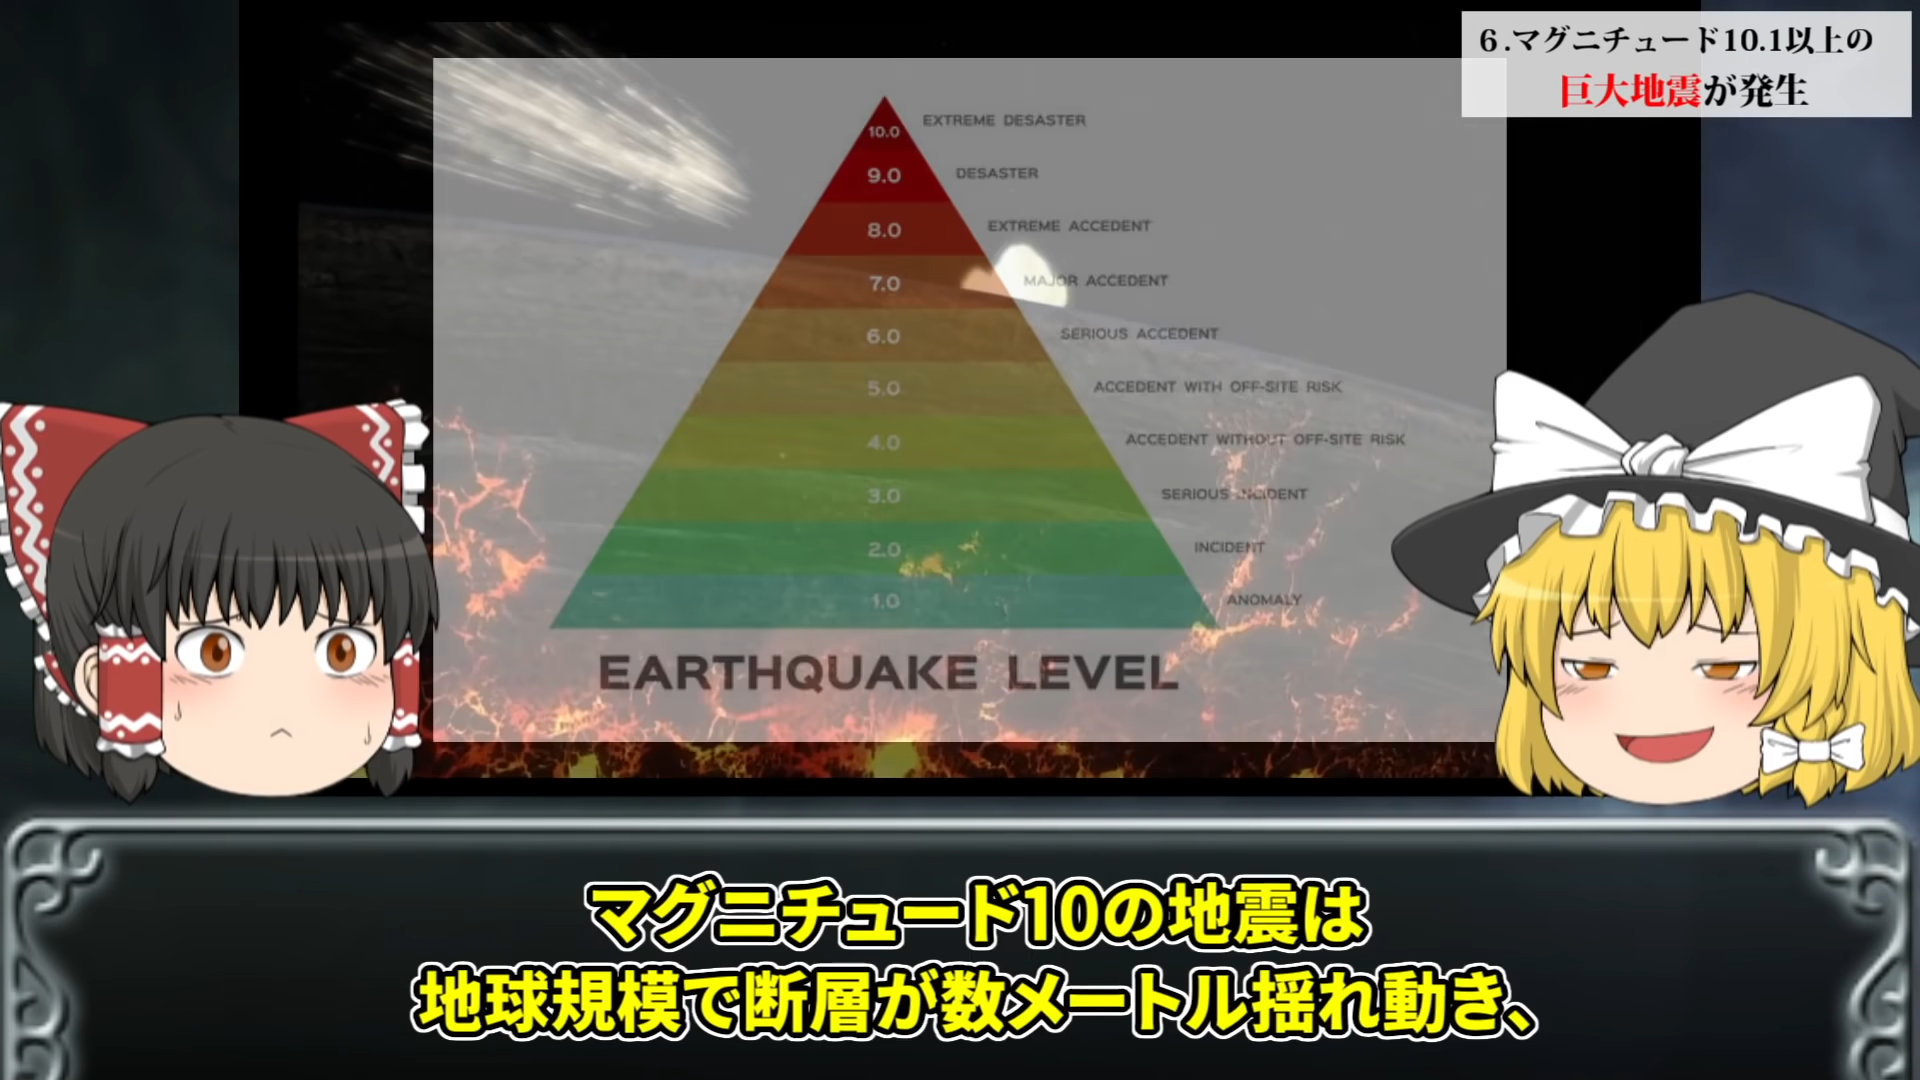 6.マグニチュード10.1以上の
巨大地震が発生
10.0 EXTREME DESASTER
9.0 DESASTER
8.0 EXTREME ACCEDENT
7.0 MAJOR ACCEDENT
6.0 SERIOUS ACCEDENT
5.0 ACCEDENT WITH OFF-SITE RISK
4.0 ACCEDENT WITHOUT OFF-SITE RISK
3.0 SERIOUS INCIDENT
2.0 INCIDENT
1.0 ANOMALY
EARTHQUAKE LEVEL
マグニチュード10の地震は
地球規模で断層が数メートル揺れ動き、